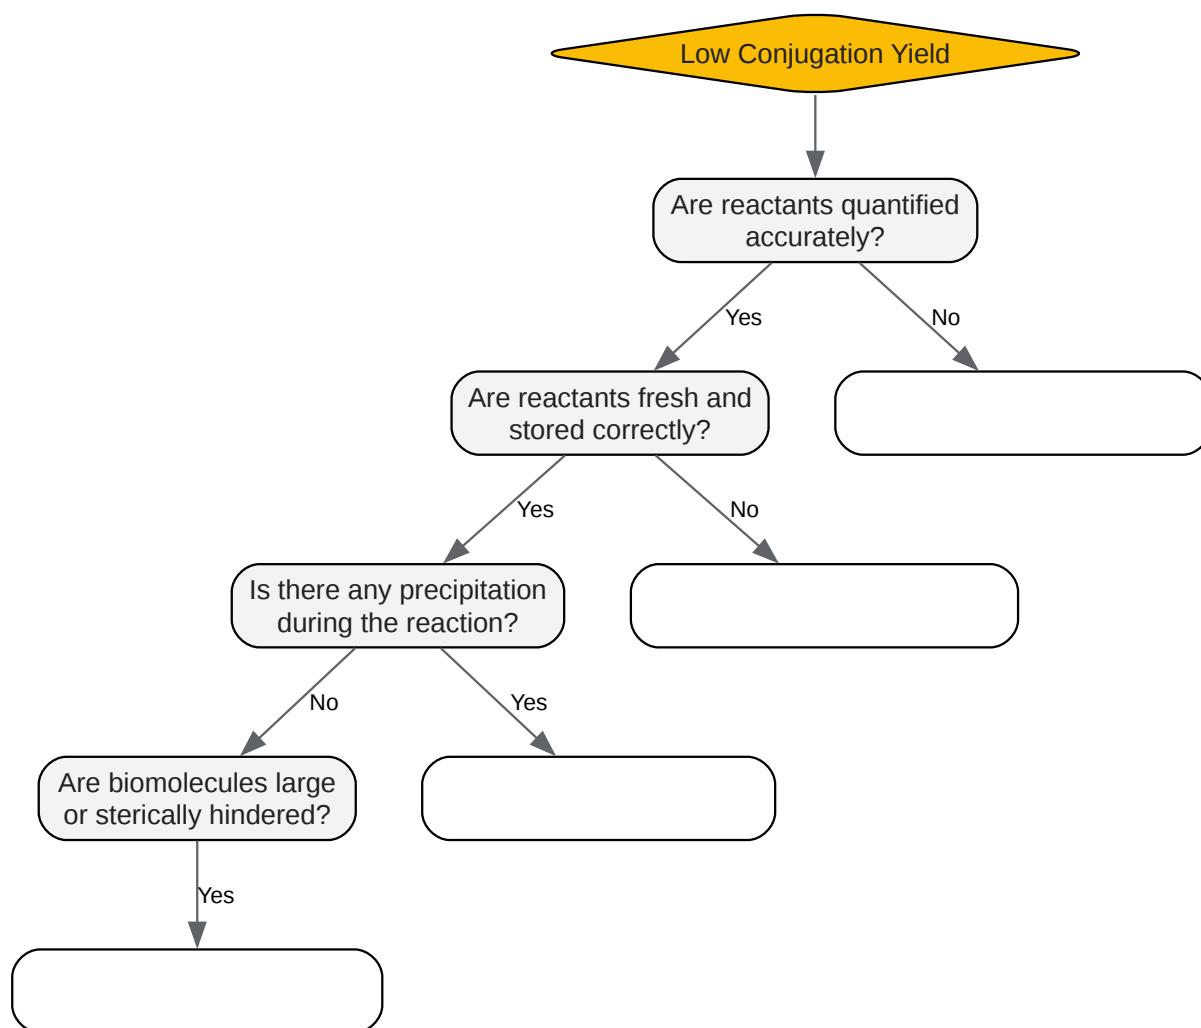 Low Conjugation Yield
Are reactants quantified
accurately?
Yes
No
Are reactants fresh and
stored correctly?
Yes
No
Is there any precipitation
during the reaction?
No
Yes
Are biomolecules large
or sterically hindered?
Yes